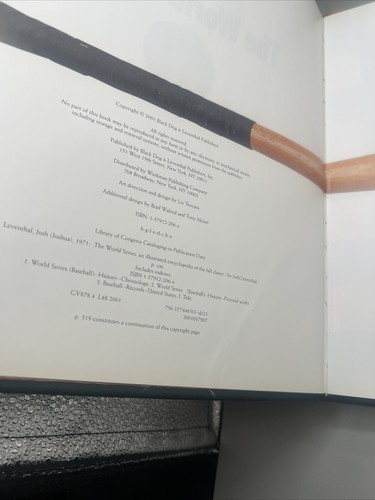 Copyright © 2001 Black Dog & Leventhal Publishers
All rights reserved
No part of this book may be reproduced in any form or by any electronic or mechanical means
including storage and retrieval systems, without written permission from the publisher.
Published by Black Dog & Leventhal Publishers, Inc.
151 West 19th Street, New York, NY 10011
Distributed by Workman Publishing Company
708 Broadway, New York, NY 10003
Art direction and design by Liz
Additional design by Brad Walrod and Tony Meisel
ISBN: 1-57912-206-x
h g f e d c b a
Library of Congress Cataloging-in-Publication Data
Leventhal, Josh (Joshua), 1971-
The World Series: an illustrated encyclopedia of the fall classic / by Josh Leventhal.
p. cm.
Includes indexes
ISBN 1-57912-206-x
1. World Series (Baseball)--History--Chronology. 2. World Series (Baseball)--History--Pictorial works.
3. Baseball--Records--United States. I. Title.
GV878.4 .L48 2001
796.357'646'09--dc21
2001037897
p. 319 constitutes a continuation of this copyright page